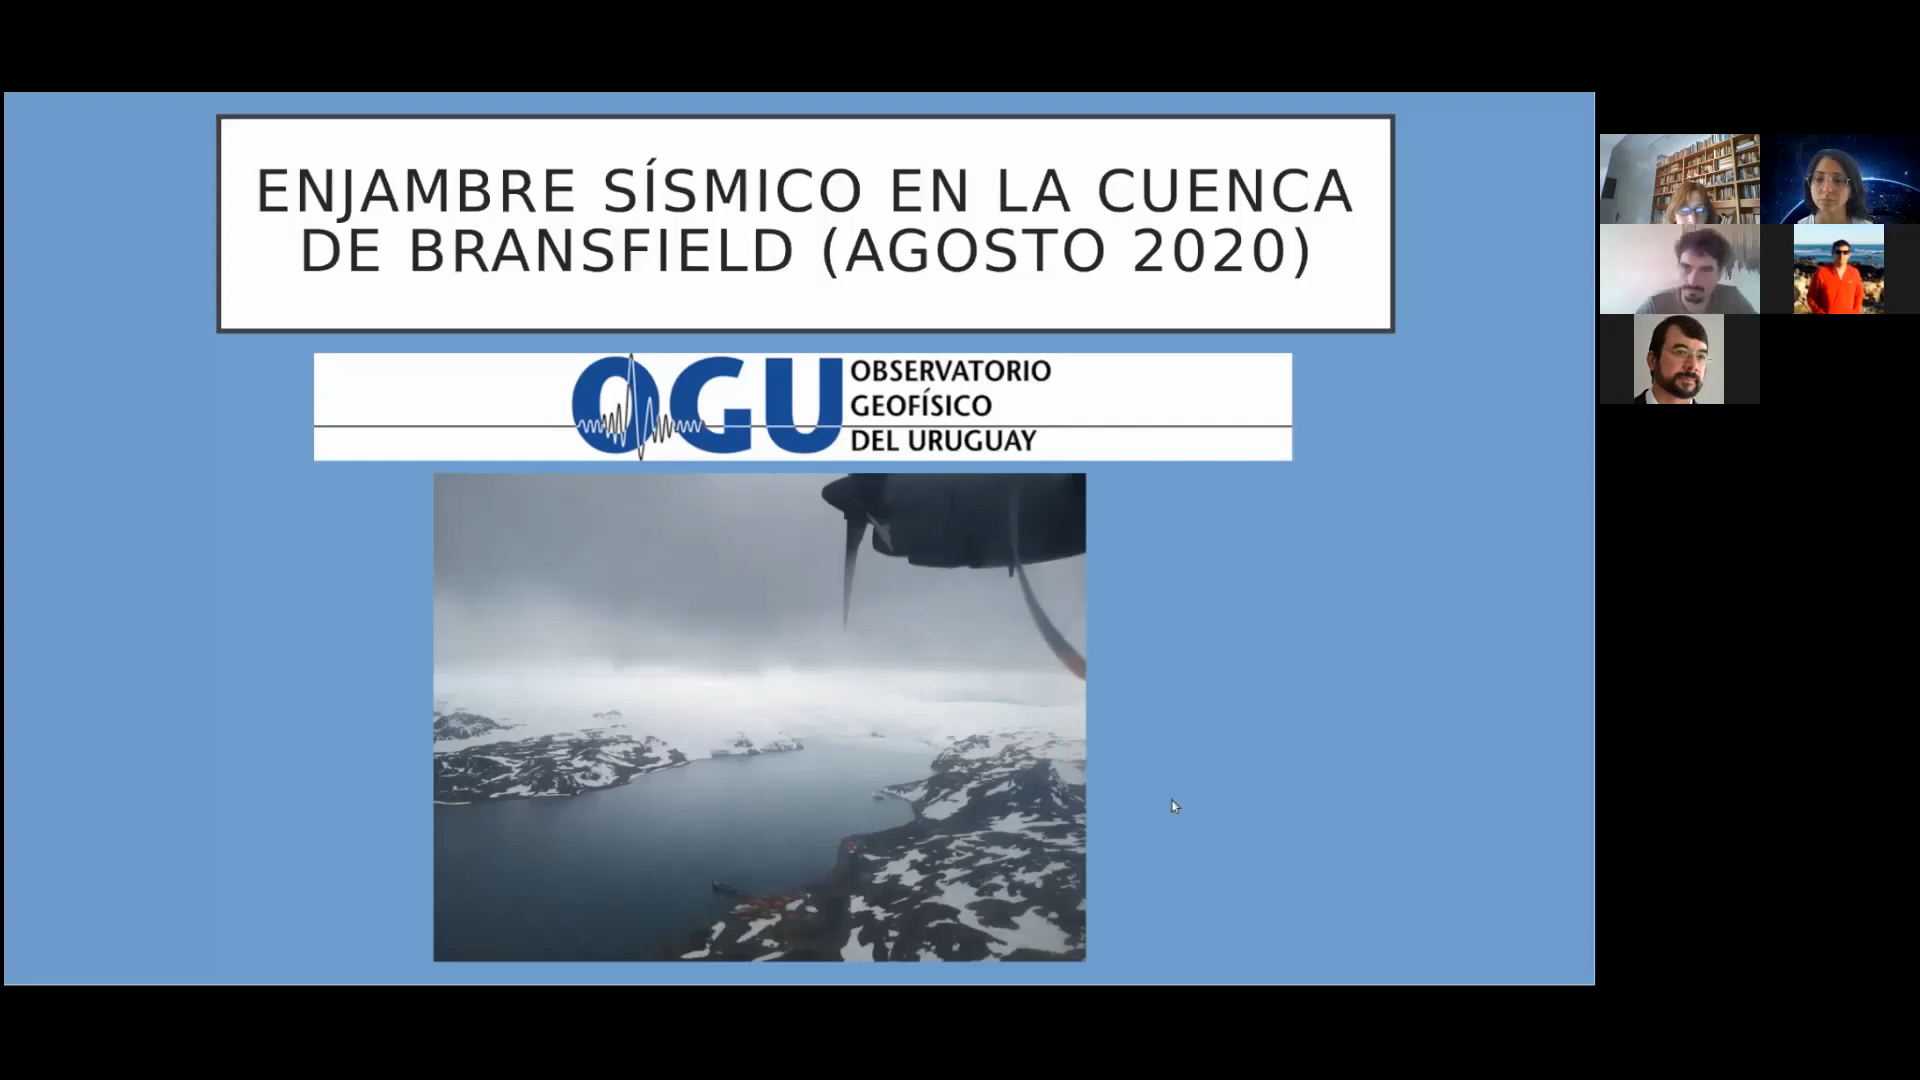 ENJAMBRE SÍSMICO EN LA CUENCA
DE BRANSFIELD (AGOSTO 2020)
OGU
OBSERVATORIO
GEOFÍSICO
DEL URUGUAY